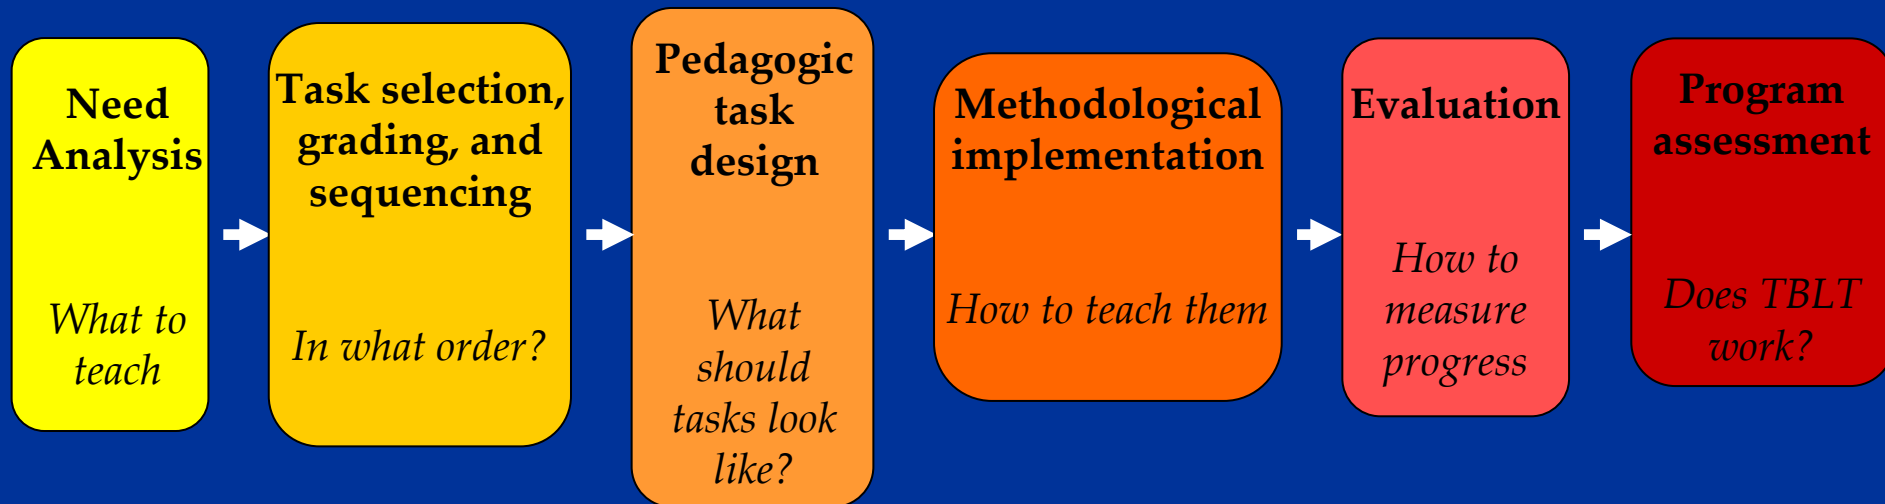 Need
Analysis
What to
teach
Task selection,
grading, and
sequencing
In what order?
Pedagogic
task
design
What
should
tasks look
like?
Methodological
implementation
How to teach them
Evaluation
How to
measure
progress
Program
assessment
Does TBLT
work?